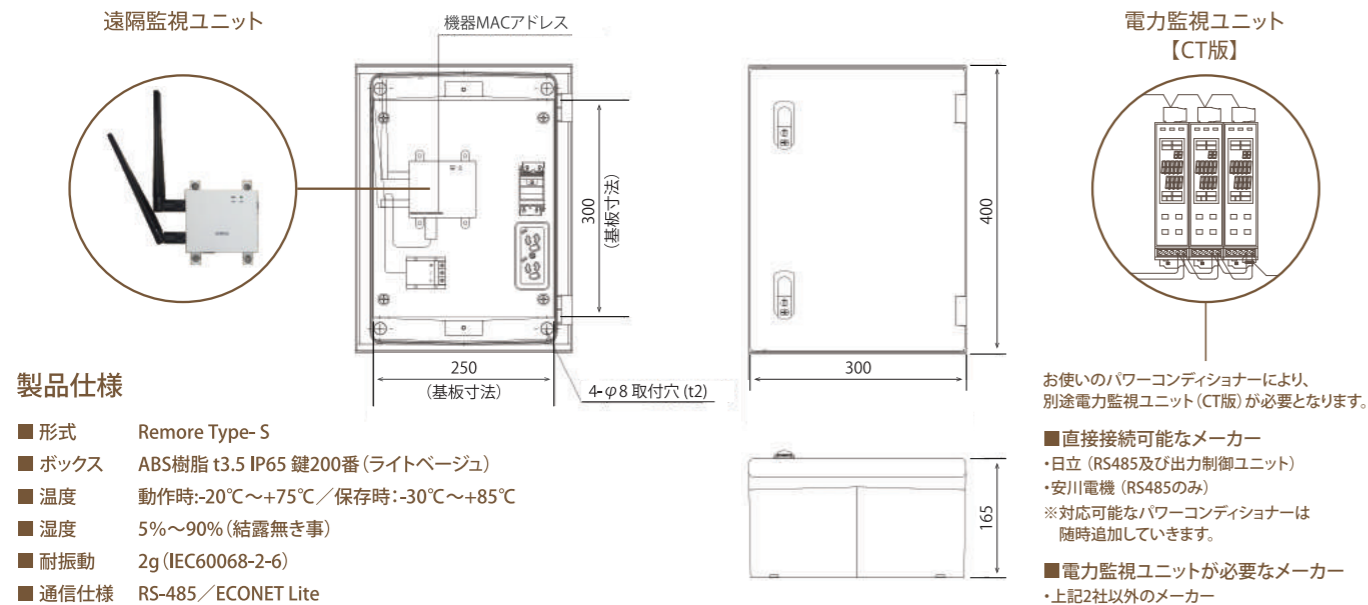 遠隔監視ユニット
機器MACアドレス
300
(基板寸法)
250
(基板寸法)
4-φ8 取付穴 (t2)
400
300
165
電力監視ユニット
【CT版】
お使いのパワーコンディショナーにより、
別途電力監視ユニット(CT版)が必要となります。
■直接接続可能なメーカー
・日立 (RS485及び出力制御ユニット)
・安川電機 (RS485のみ)
※対応可能なパワーコンディショナーは
随時追加していきます。
■電力監視ユニットが必要なメーカー
・上記2社以外のメーカー
製品仕様
■ 形式 Remore Type- S
■ ボックス ABS樹脂 t3.5 IP65 鍵200番(ライトベージュ)
■ 温度 動作時:-20℃〜+75℃／保存時：-30℃〜+85℃
■ 湿度 5%〜90%(結露無き事)
■ 耐振動 2g(IEC60068-2-6)
■ 通信仕様 RS-485／ECONET Lite